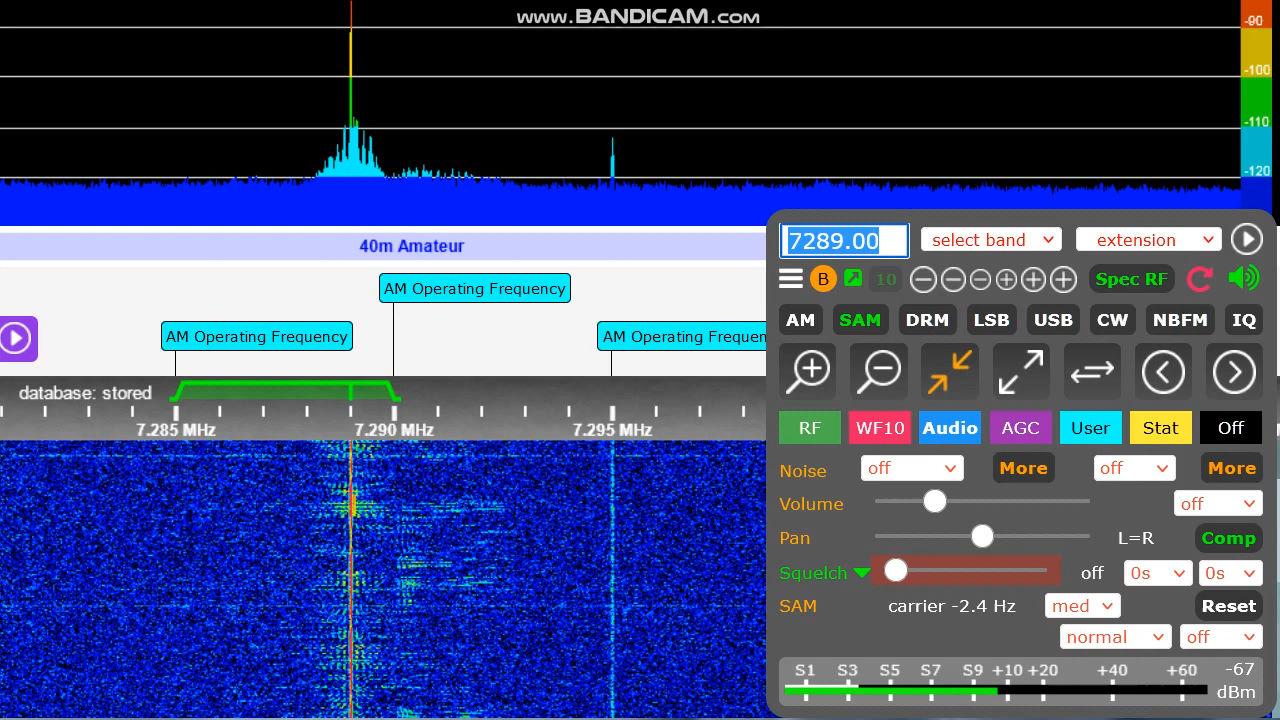 www.BANDICAM.com
-90
-100
-110
-120
40m Amateur
AM Operating Frequency
AM Operating Frequency
AM Operating Frequen
database: stored
7.285 MHz
7.290 MHz
7.295 MHz
7289.00
select band
extension
B
10
Spec RF
AM
SAM
DRM
LSB
USB
CW
NBFM
IQ
RF
WF10
Audio
AGC
User
Stat
Off
Noise
off
More
off
More
Volume
off
Pan
L=R
Comp
Squelch
off
0s
0s
SAM
carrier -2.4 Hz
med
Reset
normal
off
S1 S3 S5 S7 S9 +10 +20 +40 +60
-67
dBm